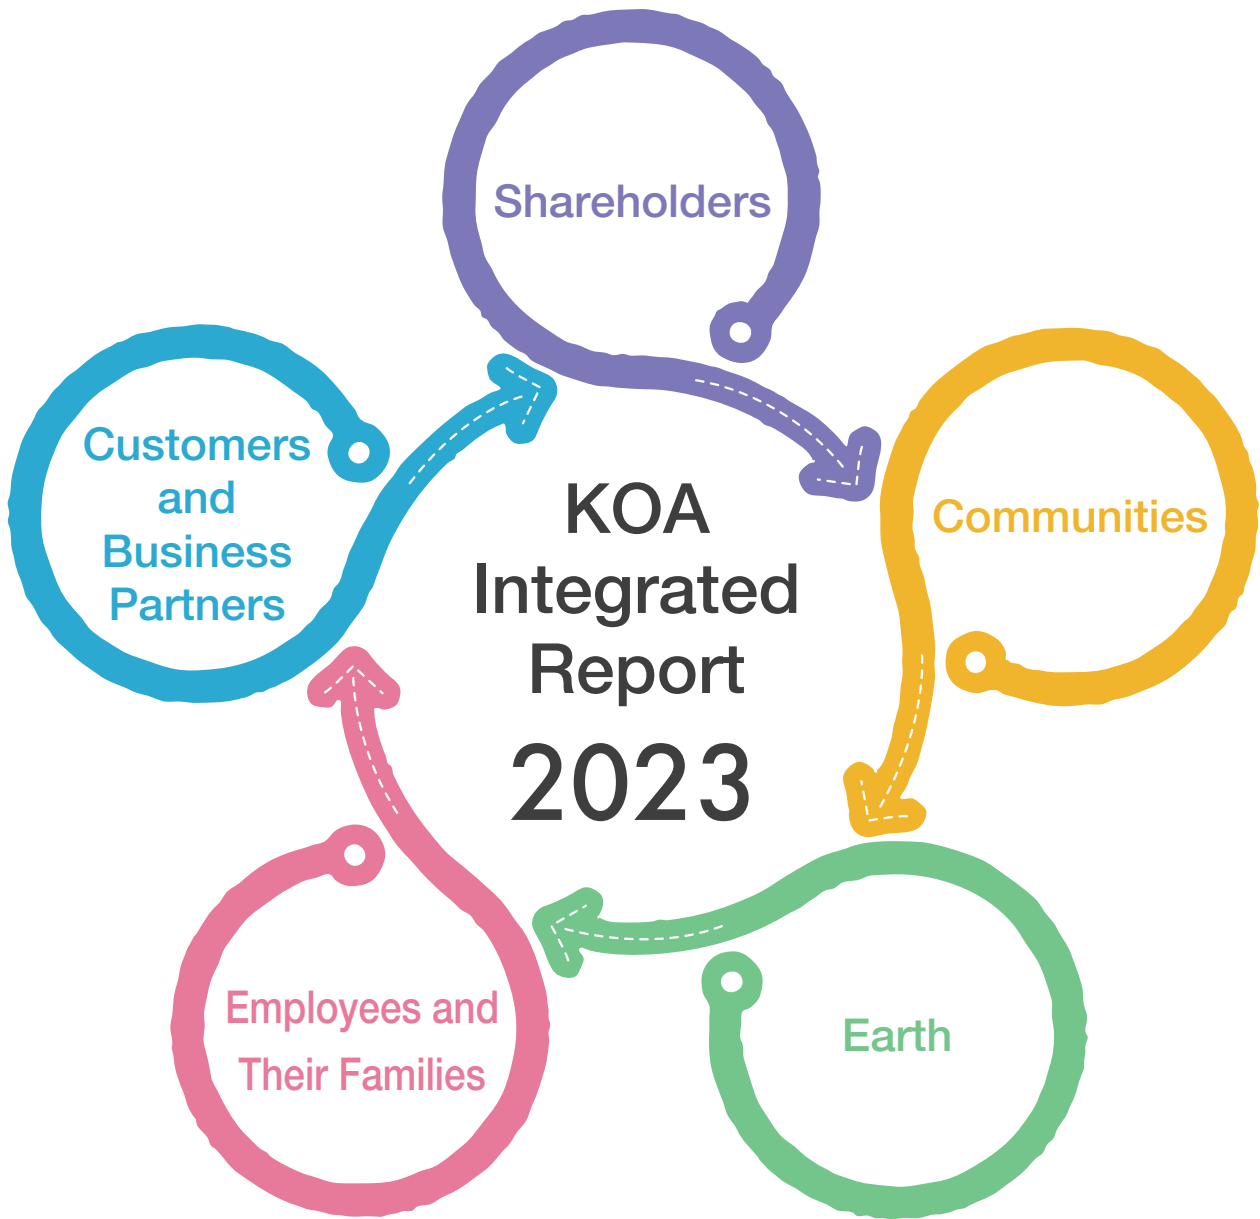 Shareholders
Customers
and
Business
Partners
KOA
Integrated
Report
2023
Communities
Employees and
Their Families
Earth